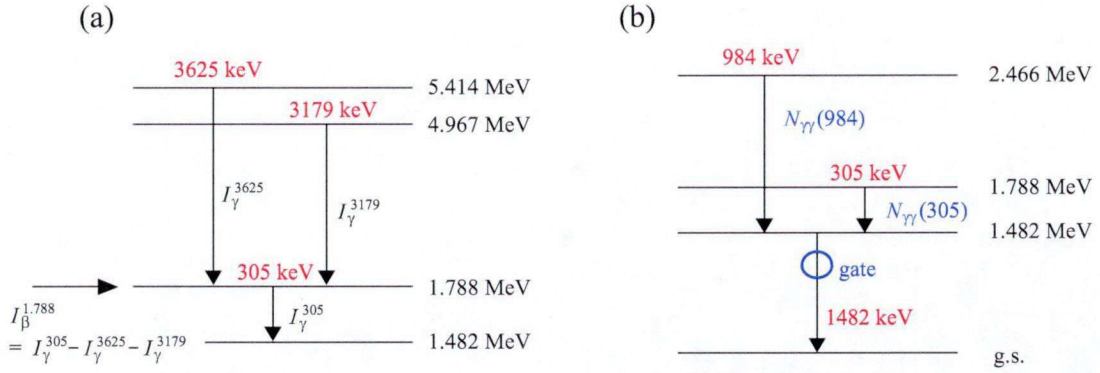 (a)
3625 keV
5.414 MeV
3179 keV
4.967 MeV
I_γ^3625
I_γ^3179
305 keV
1.788 MeV
I_β^1.788
= I_γ^305 – I_γ^3625 – I_γ^3179
I_γ^305
1.482 MeV
(b)
984 keV
2.466 MeV
N_γγ(984)
305 keV
1.788 MeV
N_γγ(305)
1.482 MeV
gate
1482 keV
g.s.